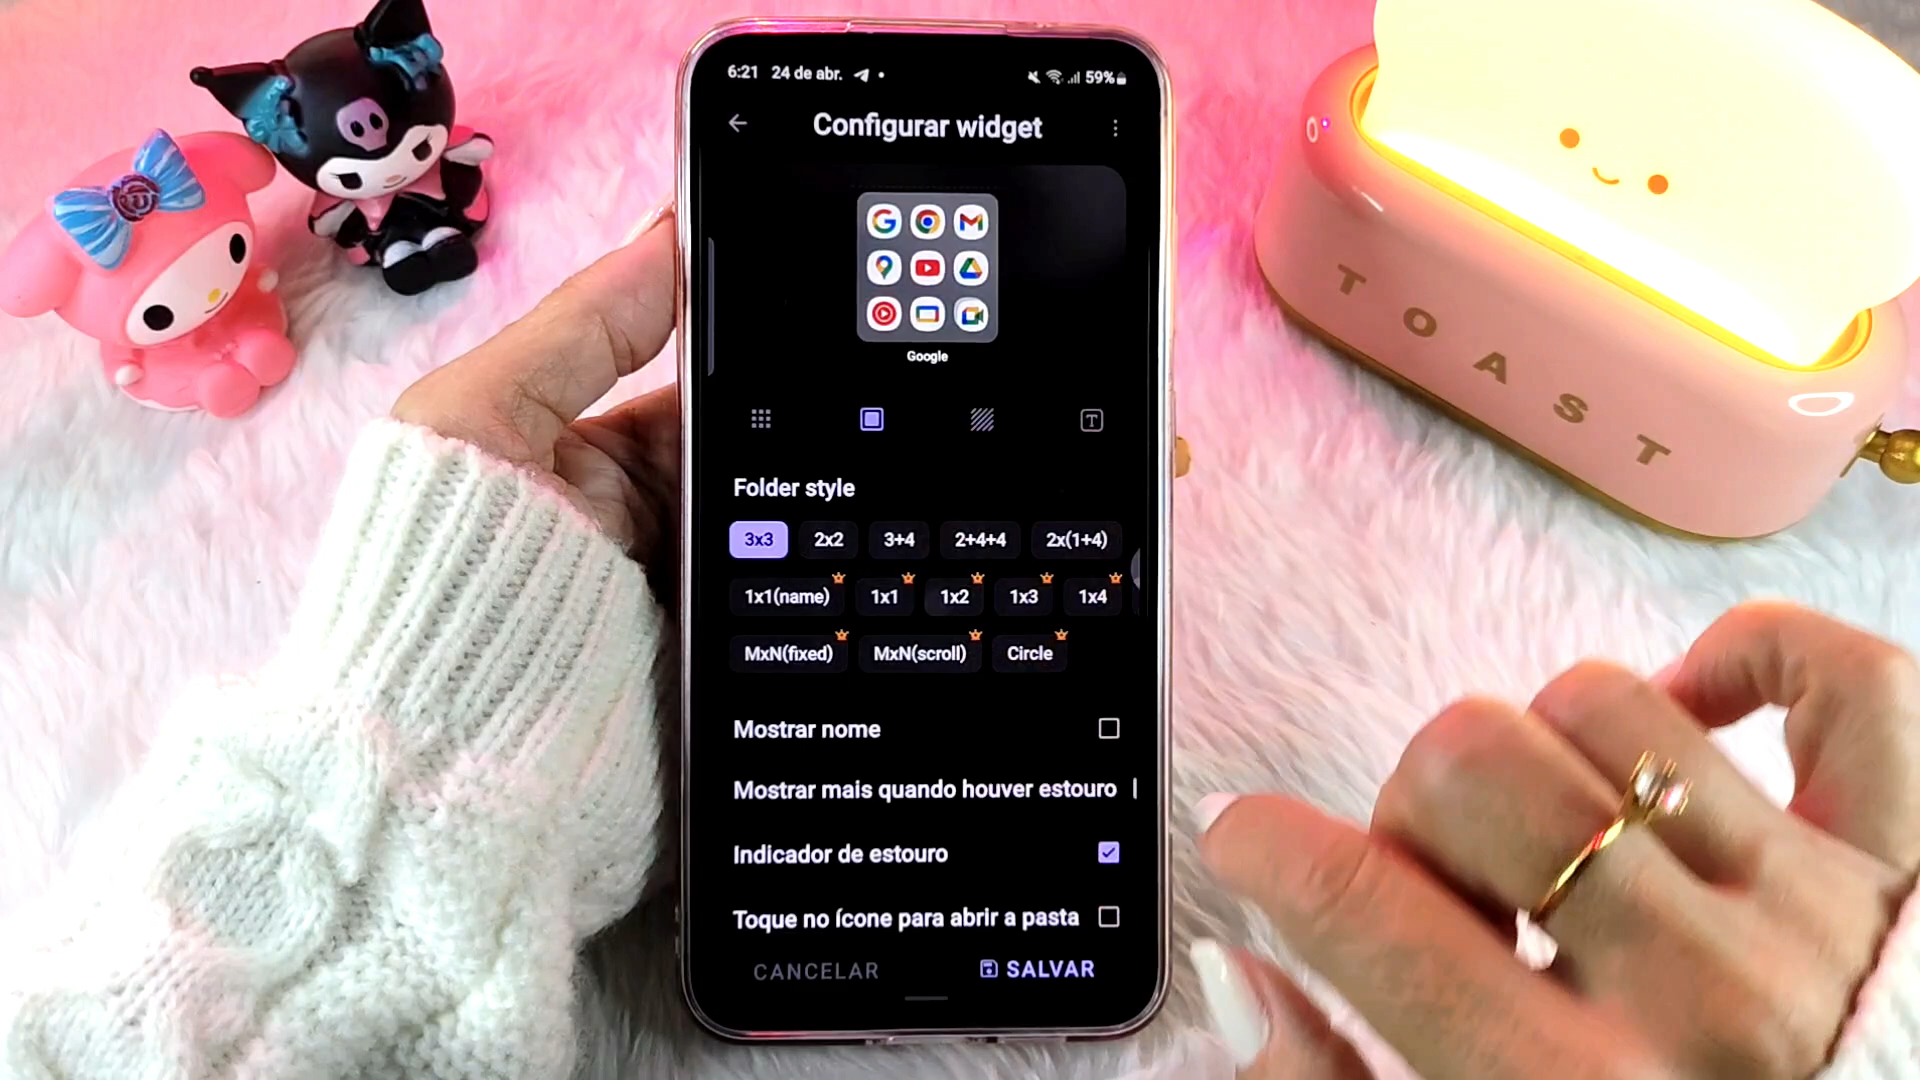 6:21 24 de abr. 59%
Configurar widget
Google
Folder style
3x3 2x2 3+4 2+4+4 2x(1+4)
1x1(name) 1x1 1x2 1x3 1x4
MxN(fixed) MxN(scroll) Circle
Mostrar nome
Mostrar mais quando houver estouro
Indicador de estouro
Toque no ícone para abrir a pasta
CANCELAR SALVAR
TOAST